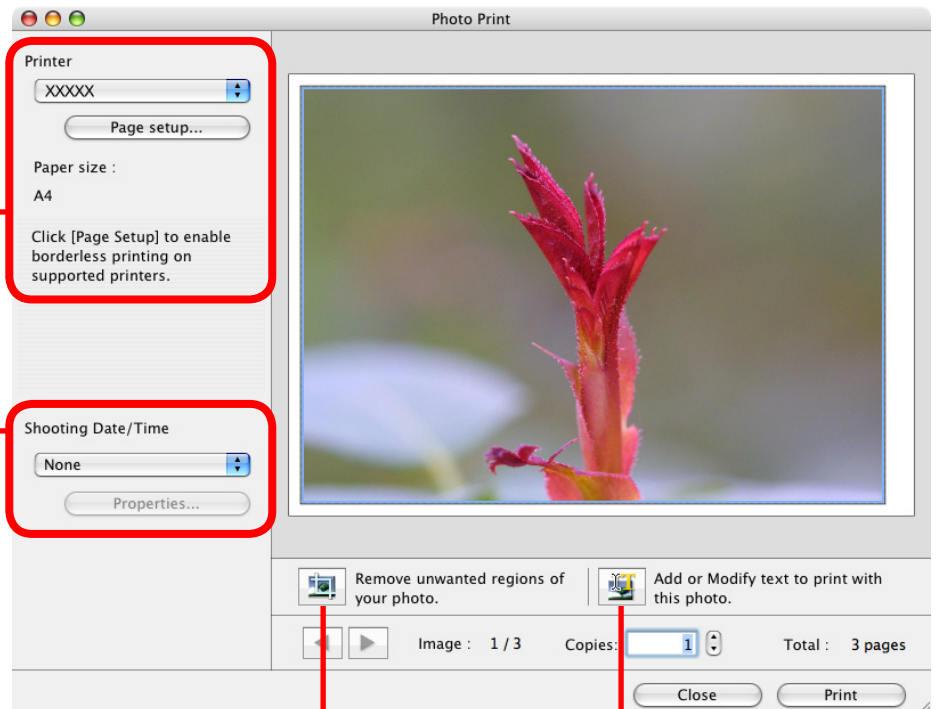 Photo Print
Printer
XXXXX
Page setup...
Paper size :
A4
Click [Page Setup] to enable
borderless printing on
supported printers.
Shooting Date/Time
None
Properties...
Remove unwanted regions of
your photo.
Add or Modify text to print with
this photo.
Image : 1 / 3 Copies: 1 Total : 3 pages
Close Print